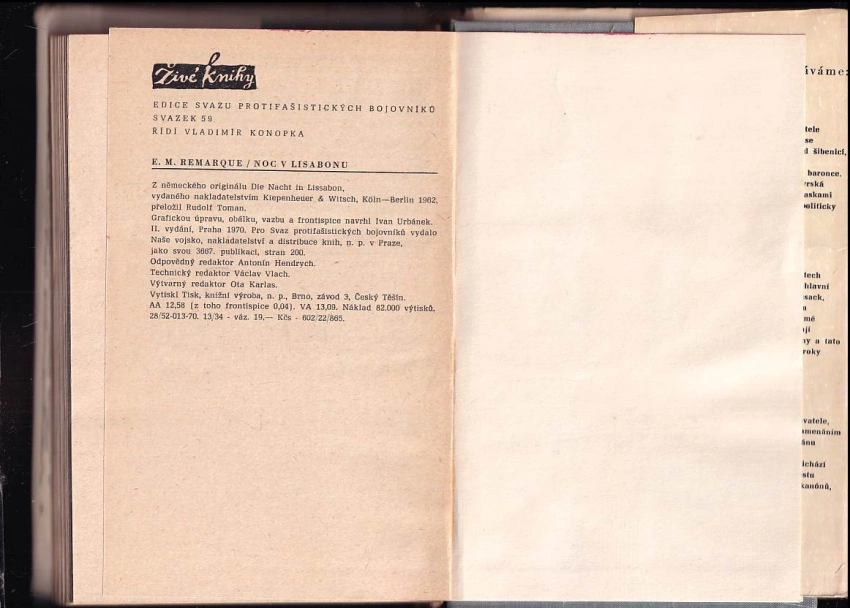 Živé knihy
EDICE SVAZU PROTIFAŠISTICKÝCH BOJOVNÍKŮ
SVAZEK 59
ŘÍDÍ VLADIMÍR KONOPKA
E. M. REMARQUE / NOC V LISABONU
Z německého originálu Die Nacht in Lissabon,
vydaného nakladatelstvím Kiepenheuer & Witsch, Köln—Berlin 1962,
přeložil Rudolf Toman.
Grafickou úpravu, obálku, vazbu a frontispice navrhl Ivan Urbánek.
II. vydání, Praha 1970. Pro Svaz protifašistických bojovníků vydalo
Naše vojsko, nakladatelství a distribuce knih, n. p. v Praze,
jako svou 3667. publikaci, stran 200.
Odpovědný redaktor Antonín Hendrych.
Technický redaktor Václav Vlach.
Výtvarný redaktor Ota Karlas.
Vytiskl Tisk, knižní výroba, n. p., Brno, závod 3, Český Těšín.
AA 12,58 (z toho frontispice 0,04). VA 13,09. Náklad 82.000 výtisků.
28/52-013-70. 13/34 - váz. 19,— Kčs - 602/22/865.
áváme:
tele
se
šibenicí,
baronce.
rská
askami
politicky
tech
hlavní
sack,
mé
ny a tato
roky
vatele,
amenáním
ánu
ichází
stu
kanónů,